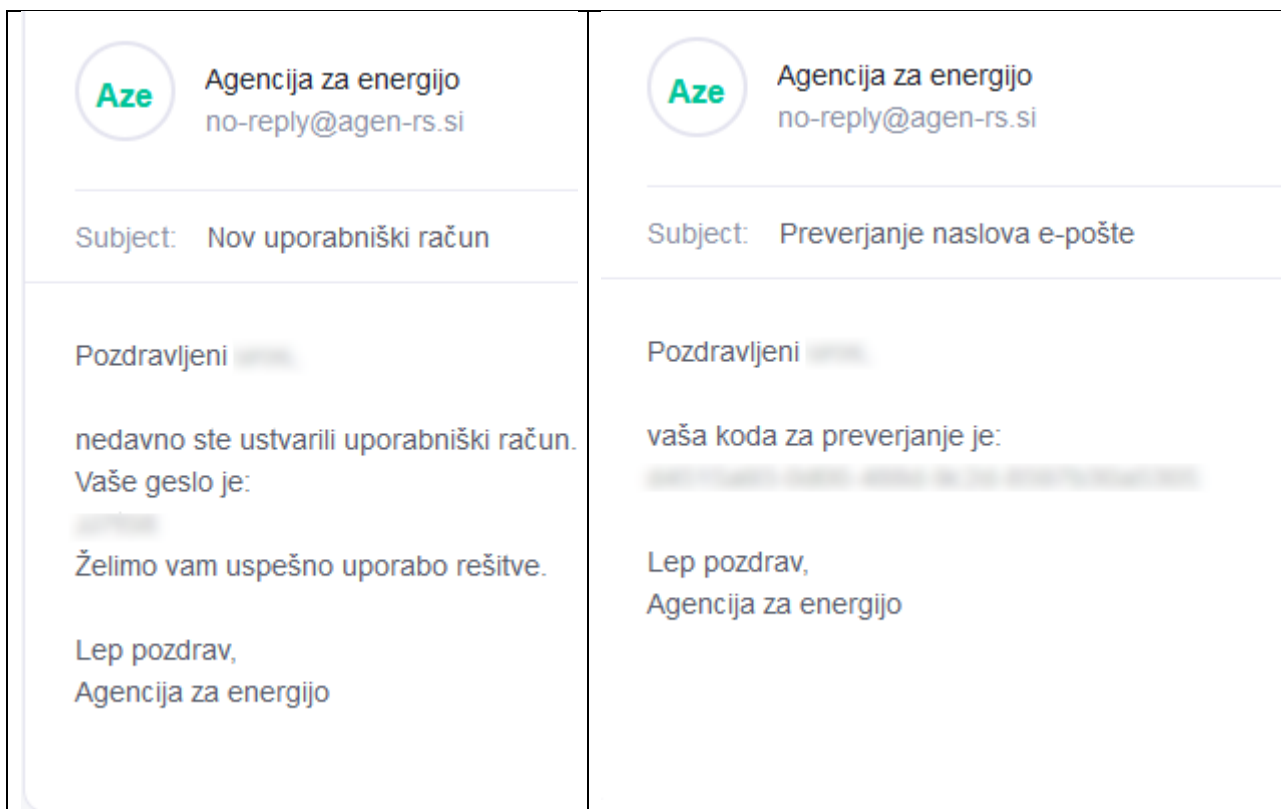 Aze
Agencija za energijo
no-reply@agen-rs.si
Subject: Nov uporabniški račun
Pozdravljeni
nedavno ste ustvarili uporabniški račun.
Vaše geslo je:
Želimo vam uspešno uporabo rešitve.
Lep pozdrav,
Agencija za energijo
Aze
Agencija za energijo
no-reply@agen-rs.si
Subject: Preverjanje naslova e-pošte
Pozdravljeni
vaša koda za preverjanje je:
Lep pozdrav,
Agencija za energijo